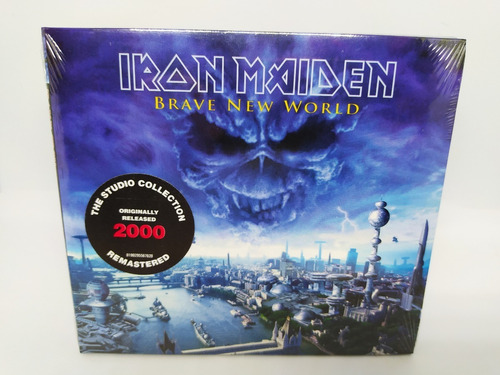 IRON MAIDEN
BRAVE NEW WORLD
THE STUDIO COLLECTION
ORIGINALLY
RELEASED
2000
REMASTERED